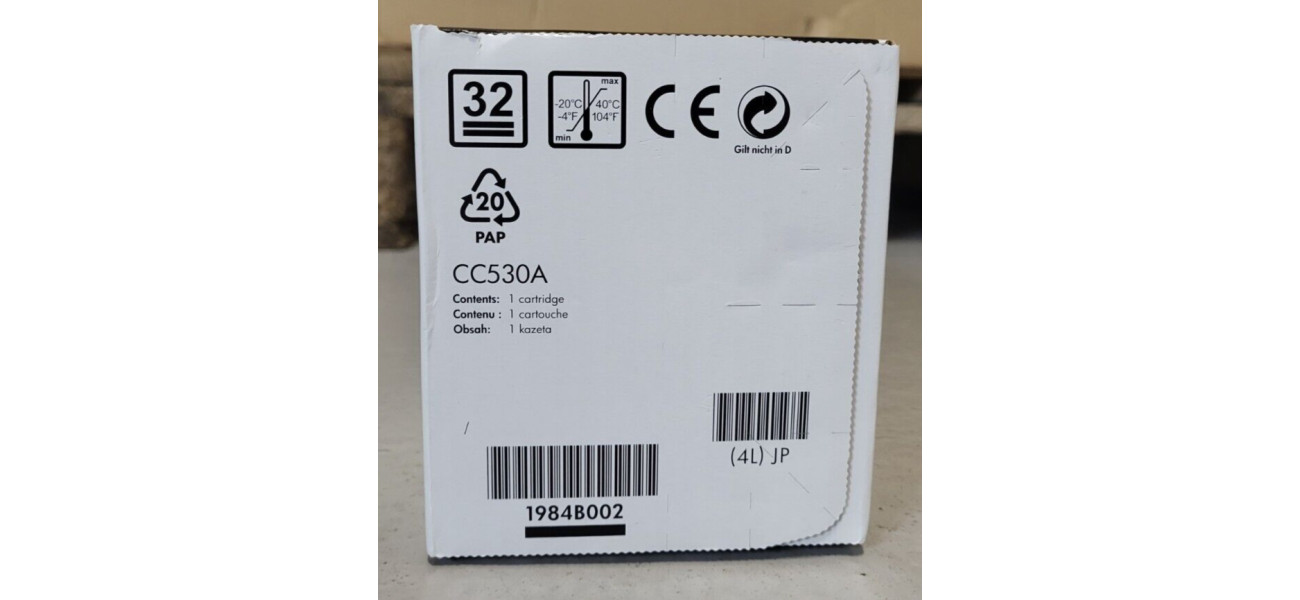 32
max
-20°C 40°C
-4°F 104°F
min
CE
Gilt nicht in D
20
PAP
CC530A
Contents: 1 cartridge
Contenu : 1 cartouche
Obsah: 1 kazeta
(4L) JP
1984B002